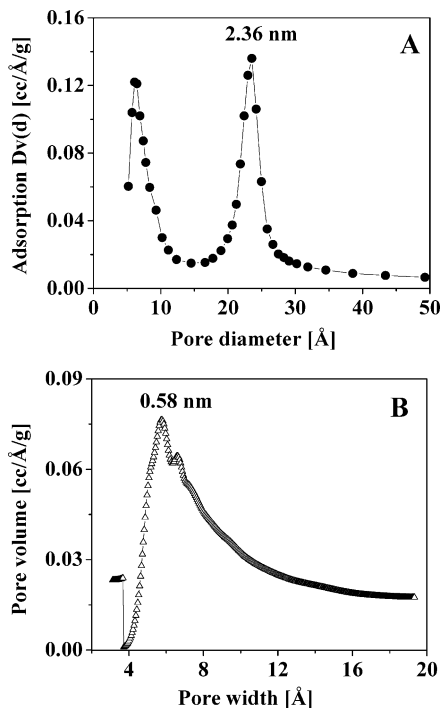 2.36 nm
A
Adsorption Dv(d) [cc/Å/g]
0.16
0.12
0.08
0.04
0.00
0 10 20 30 40 50
Pore diameter [Å]
0.58 nm
B
Pore volume [cc/Å/g]
0.09
0.06
0.03
0.00
4 8 12 16 20
Pore width [Å]